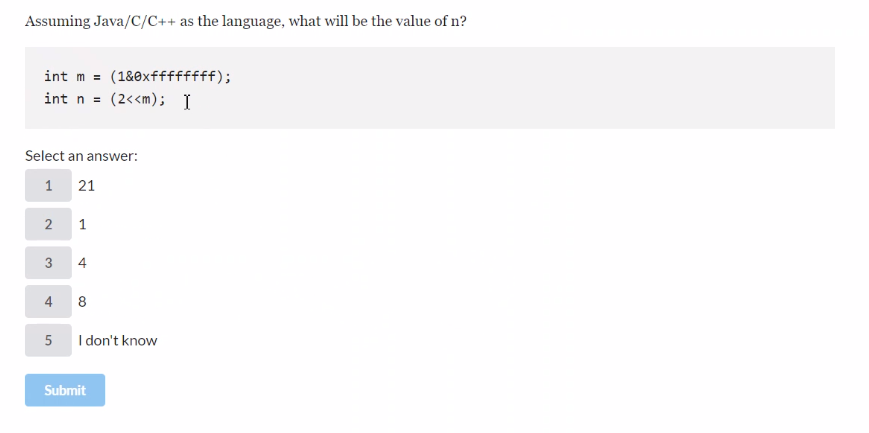 Assuming Java/C/C++ as the language, what will be the value of n?
int m = (1&0xffffffff);
int n = (2<<m);
Select an answer:
1 21
2 1
3 4
4 8
5 I don't know
Submit